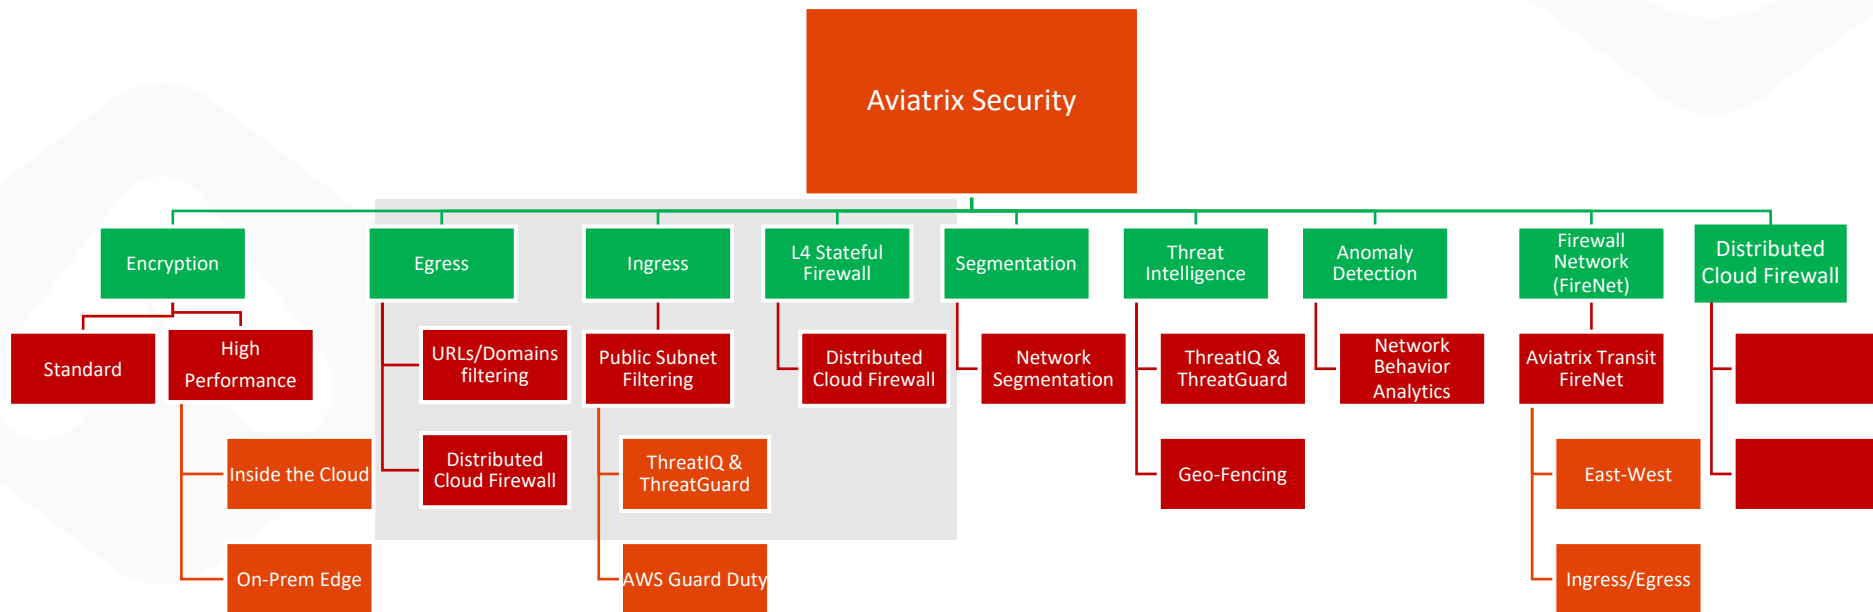 Aviatrix Security
Encryption
Egress
Ingress
L4 Stateful
Firewall
Segmentation
Threat
Intelligence
Anomaly
Detection
Firewall
Network
(FireNet)
Distributed
Cloud Firewall
Standard
High
Performance
URLs/Domains
filtering
Public Subnet
Filtering
Distributed
Cloud Firewall
Network
Segmentation
ThreatIQ &
ThreatGuard
Network
Behavior
Analytics
Aviatrix Transit
FireNet
Inside the Cloud
Distributed
Cloud Firewall
ThreatIQ &
ThreatGuard
Geo-Fencing
East-West
On-Prem Edge
AWS Guard Duty
Ingress/Egress